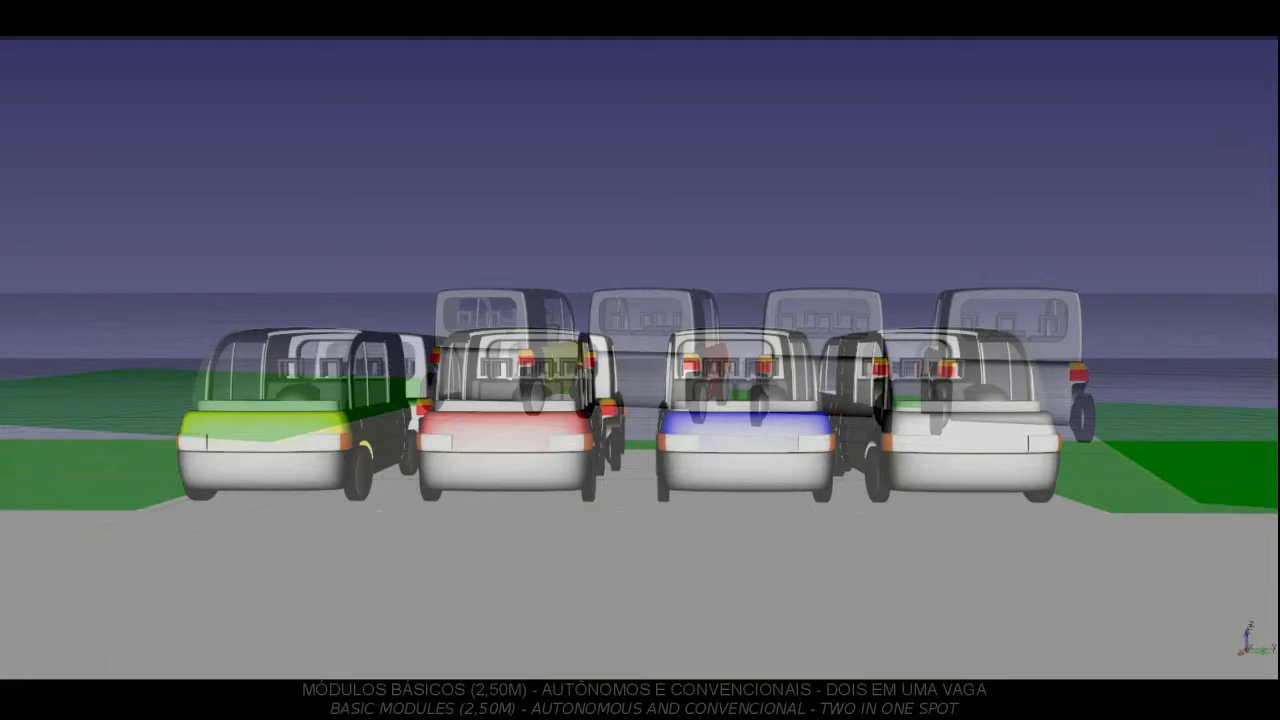 Z
X
Y
MÓDULOS BÁSICOS (2,50M) - AUTÔNOMOS E CONVENCIONAIS - DOIS EM UMA VAGA
BASIC MODULES (2,50M) - AUTONOMOUS AND CONVENCIONAL - TWO IN ONE SPOT